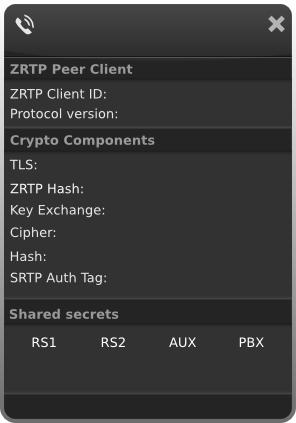 ZRTP Peer Client
ZRTP Client ID:
Protocol version:
Crypto Components
TLS:
ZRTP Hash:
Key Exchange:
Cipher:
Hash:
SRTP Auth Tag:
Shared secrets
RS1 RS2 AUX PBX